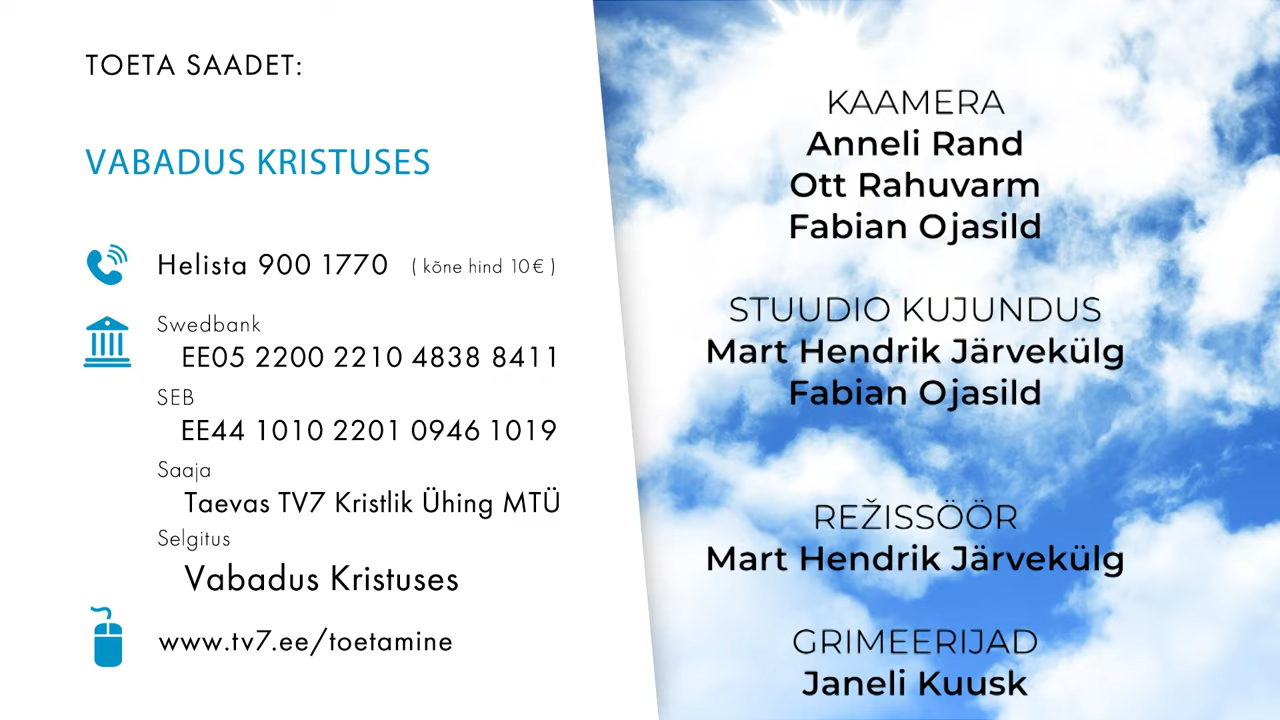 TOETA SAADET:
VABADUS KRISTUSES
Helista 900 1770 ( kõne hind 10€ )
Swedbank
EE05 2200 2210 4838 8411
SEB
EE44 1010 2201 0946 1019
Saaja
Taevas TV7 Kristlik Ühing MTÜ
Selgitus
Vabadus Kristuses
www.tv7.ee/toetamine
KAAMERA
Anneli Rand
Ott Rahuvarm
Fabian Ojasild
STUUDIO KUJUNDUS
Mart Hendrik Järvekülg
Fabian Ojasild
REŽISSÖÖR
Mart Hendrik Järvekülg
GRIMEERIJAD
Janeli Kuusk